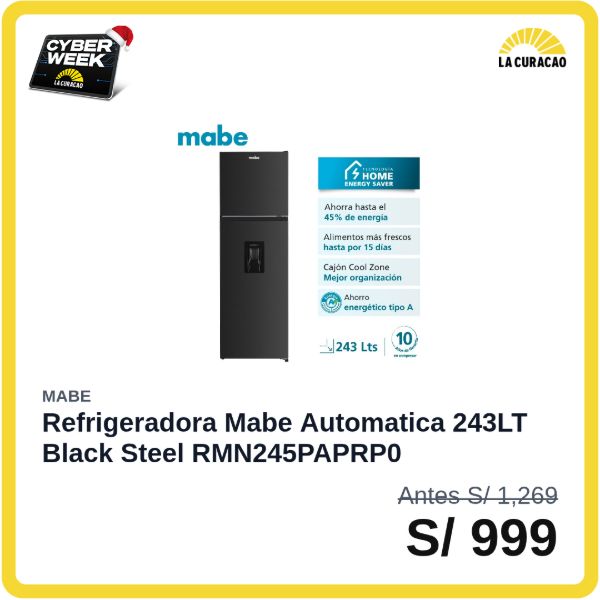 CYBER
WEEK
LA CURACAO
LA CURACAO
mabe
mabe
TECNOLOGÍA
HOME
ENERGY SAVER
Ahorra hasta el
45% de energía
Alimentos más frescos
hasta por 15 días
Cajón Cool Zone
Mejor organización
Ahorro
energético tipo A
243 Lts
10
MABE
Refrigeradora Mabe Automatica 243LT
Black Steel RMN245PAPRP0
Antes S/ 1,269
S/ 999